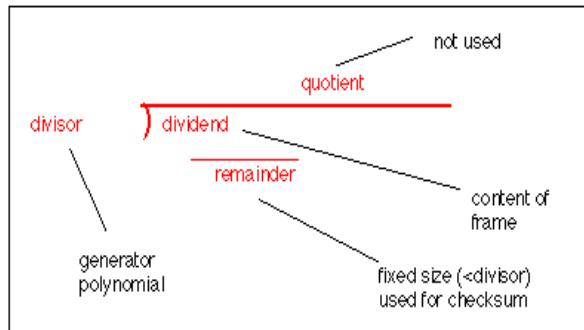 not used
quotient
divisor
dividend
remainder
content of
frame
generator
polynomial
fixed size (<divisor)
used for checksum